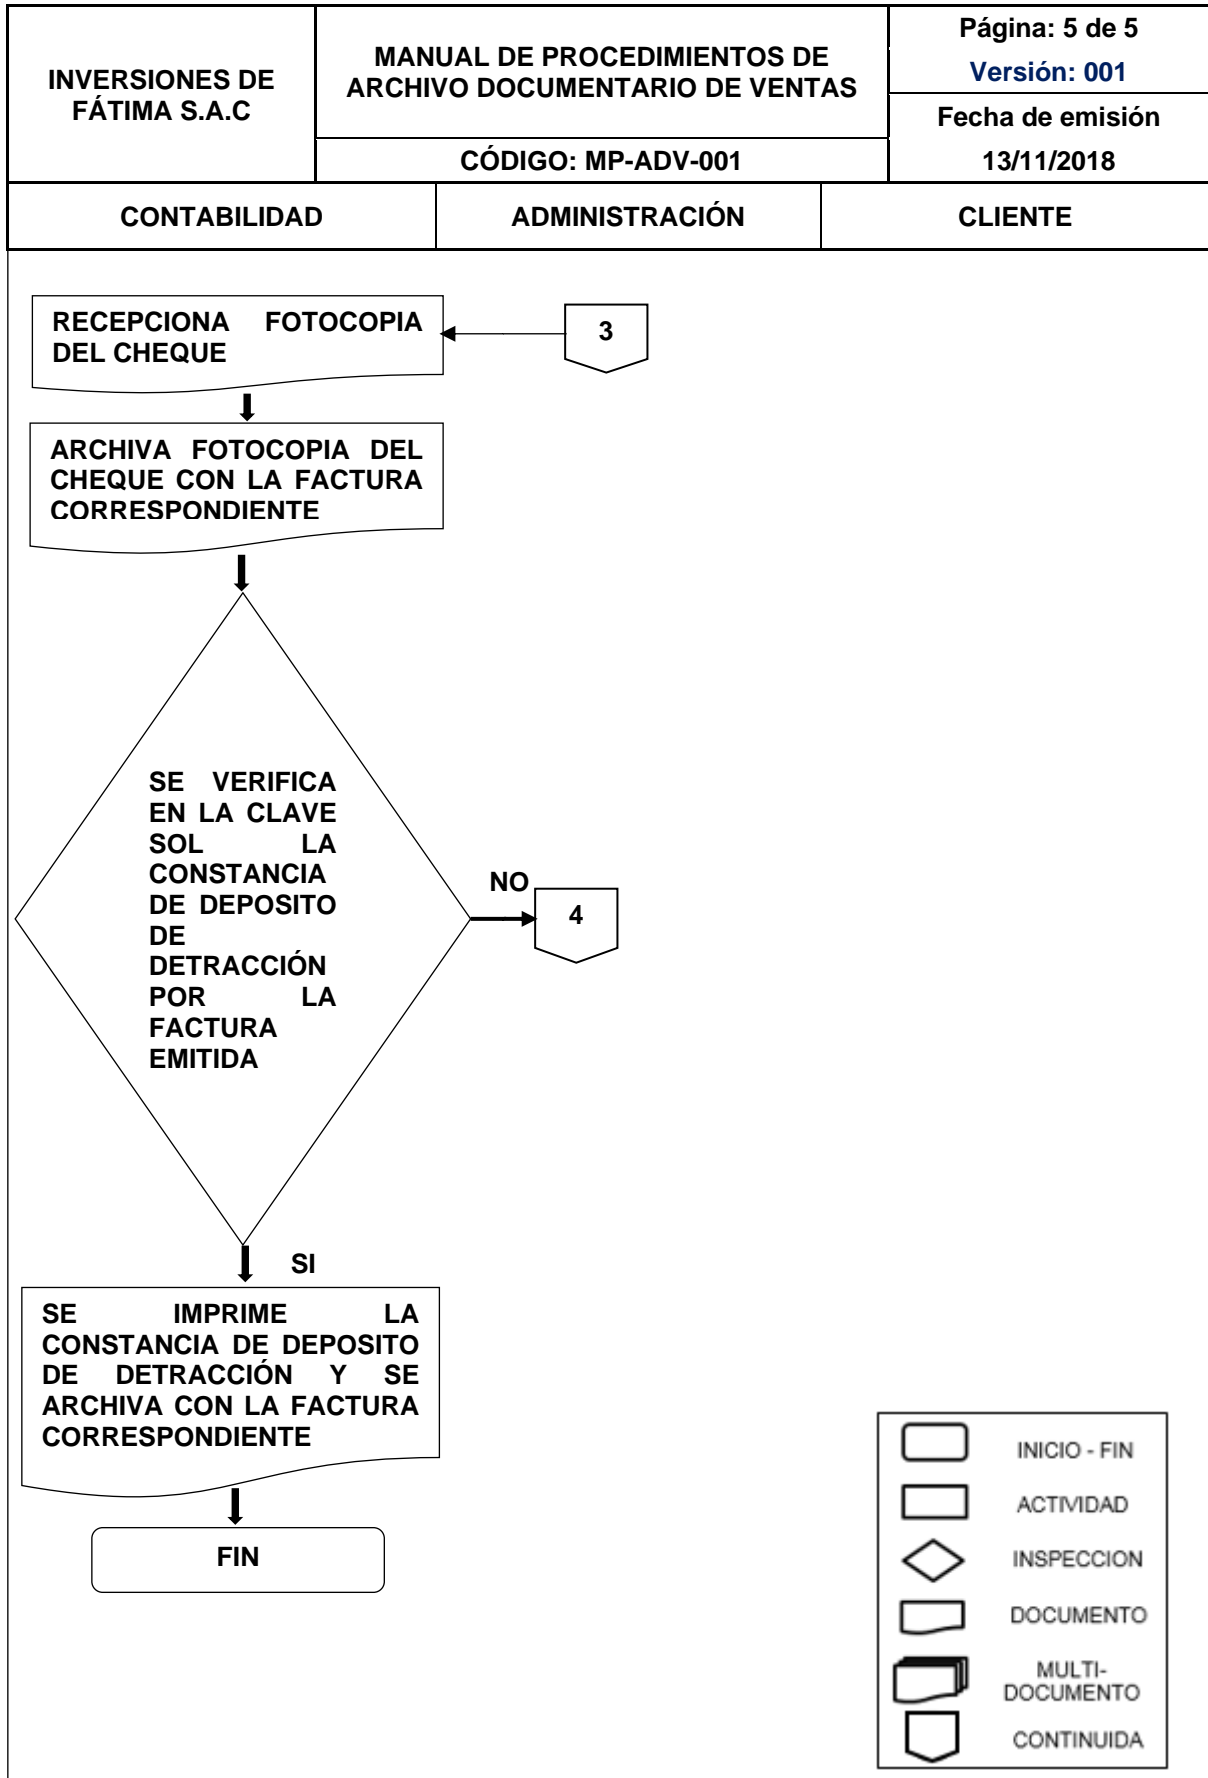 INVERSIONES DE
FÁTIMA S.A.C
MANUAL DE PROCEDIMIENTOS DE
ARCHIVO DOCUMENTARIO DE VENTAS
CÓDIGO: MP-ADV-001
Página: 5 de 5
Versión: 001
Fecha de emisión
13/11/2018
CONTABILIDAD
ADMINISTRACIÓN
CLIENTE
RECEPCIONA FOTOCOPIA
DEL CHEQUE
3
ARCHIVA FOTOCOPIA DEL
CHEQUE CON LA FACTURA
CORRESPONDIENTE
SE VERIFICA
EN LA CLAVE
SOL LA
CONSTANCIA
DE DEPOSITO
DE
DETRACCIÓN
POR LA
FACTURA
EMITIDA
NO
4
SI
SE IMPRIME LA
CONSTANCIA DE DEPOSITO
DE DETRACCIÓN Y SE
ARCHIVA CON LA FACTURA
CORRESPONDIENTE
FIN
INICIO - FIN
ACTIVIDAD
INSPECCION
DOCUMENTO
MULTI-
DOCUMENTO
CONTINUIDA